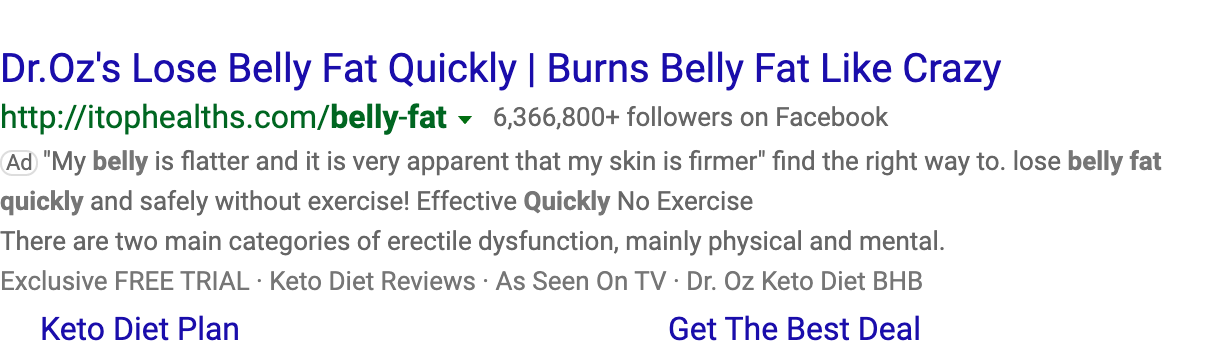 Dr.Oz's Lose Belly Fat Quickly | Burns Belly Fat Like Crazy
http://itophealths.com/belly-fat 6,366,800+ followers on Facebook
Ad "My belly is flatter and it is very apparent that my skin is firmer" find the right way to. lose belly fat
quickly and safely without exercise! Effective Quickly No Exercise
There are two main categories of erectile dysfunction, mainly physical and mental.
Exclusive FREE TRIAL · Keto Diet Reviews · As Seen On TV · Dr. Oz Keto Diet BHB
Keto Diet Plan Get The Best Deal